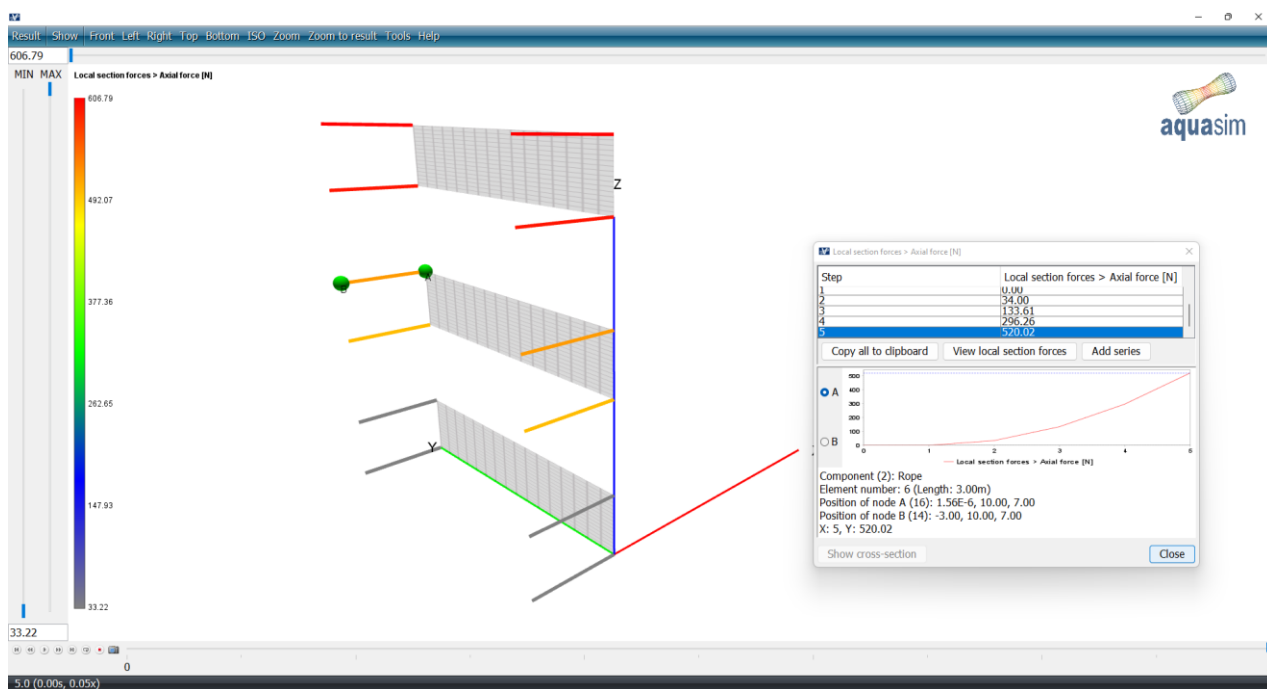 Result Show Front Left Right Top Bottom ISO Zoom Zoom to result Tools Help
606.79
MIN MAX Local section forces > Axial force [N]
606.79
492.07
377.36
262.65
147.93
33.22
33.22
Z
A
B
Y
aquasim
Local section forces > Axial force [N]
Step Local section forces > Axial force [N]
1 0.00
2 34.00
3 133.61
4 296.26
5 520.02
Copy all to clipboard View local section forces Add series
A
B
500
400
300
200
100
0
0 1 2 3 4 5
Local section forces > Axial force [N]
Component (2): Rope
Element number: 6 (Length: 3.00m)
Position of node A (16): 1.56E-6, 10.00, 7.00
Position of node B (14): -3.00, 10.00, 7.00
X: 5, Y: 520.02
Show cross-section Close
0
5.0 (0.00s, 0.05x)